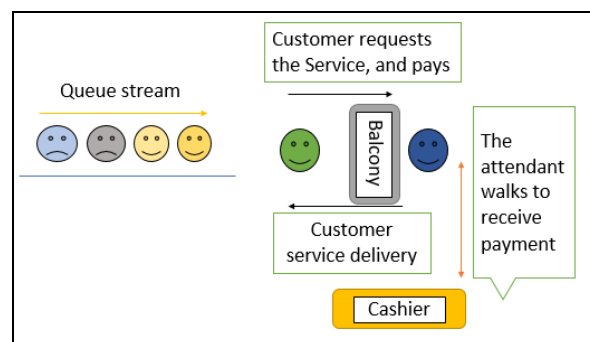 Customer requests
the Service, and pays
Queue stream
Balcony
The
attendant
walks to
receive
payment
Customer
service delivery
Cashier